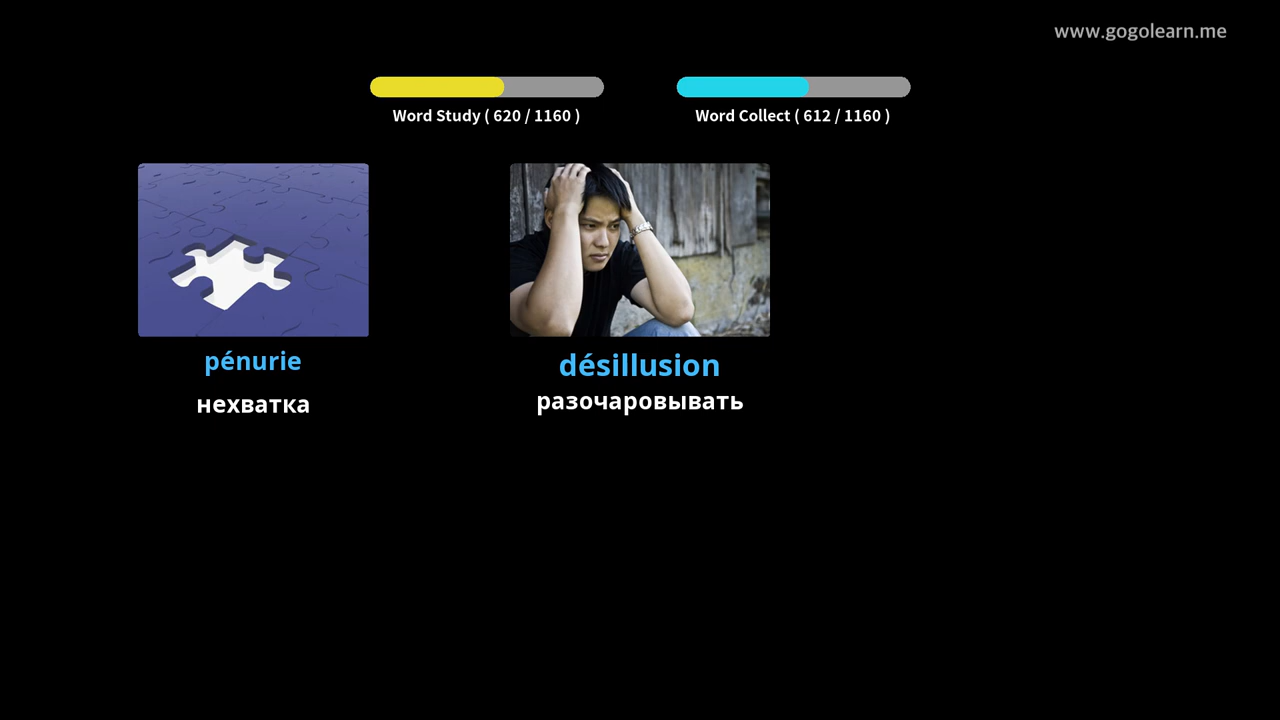 www.gogolearn.me
Word Study ( 620 / 1160 )
Word Collect ( 612 / 1160 )
pénurie
нехватка
désillusion
разочаровывать